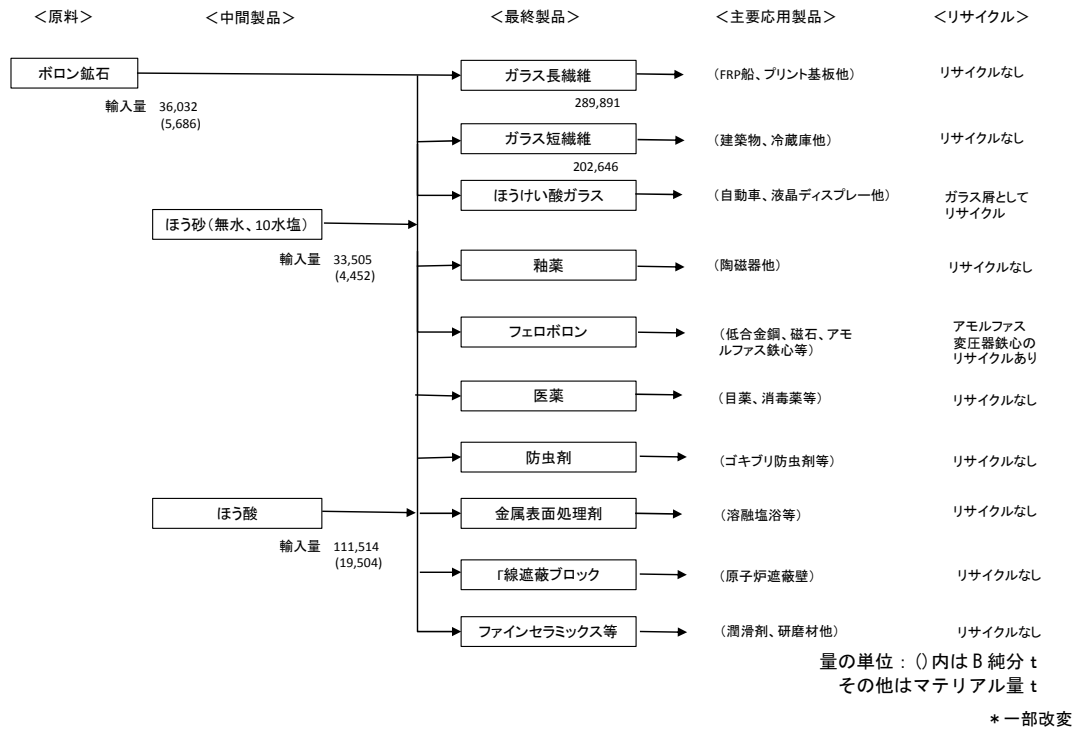 ＜原料＞
＜中間製品＞
＜最終製品＞
＜主要応用製品＞
＜リサイクル＞
ボロン鉱石
輸入量 36,032
(5,686)
ガラス長繊維
289,891
(FRP船、プリント基板他)
リサイクルなし
ガラス短繊維
202,646
(建築物、冷蔵庫他)
リサイクルなし
ほう砂(無水、10水塩)
輸入量 33,505
(4,452)
ほうけい酸ガラス
(自動車、液晶ディスプレー他)
ガラス屑として
リサイクル
釉薬
(陶磁器他)
リサイクルなし
フェロボロン
(低合金鋼、磁石、アモ
ルファス鉄心等)
アモルファス
変圧器鉄心の
リサイクルあり
医薬
(目薬、消毒薬等)
リサイクルなし
防虫剤
(ゴキブリ防虫剤等)
リサイクルなし
ほう酸
輸入量 111,514
(19,504)
金属表面処理剤
(溶融塩浴等)
リサイクルなし
Γ線遮蔽ブロック
(原子炉遮蔽壁)
リサイクルなし
ファインセラミックス等
(潤滑剤、研磨材他)
リサイクルなし
量の単位：()内はB純分t
その他はマテリアル量t
＊一部改変